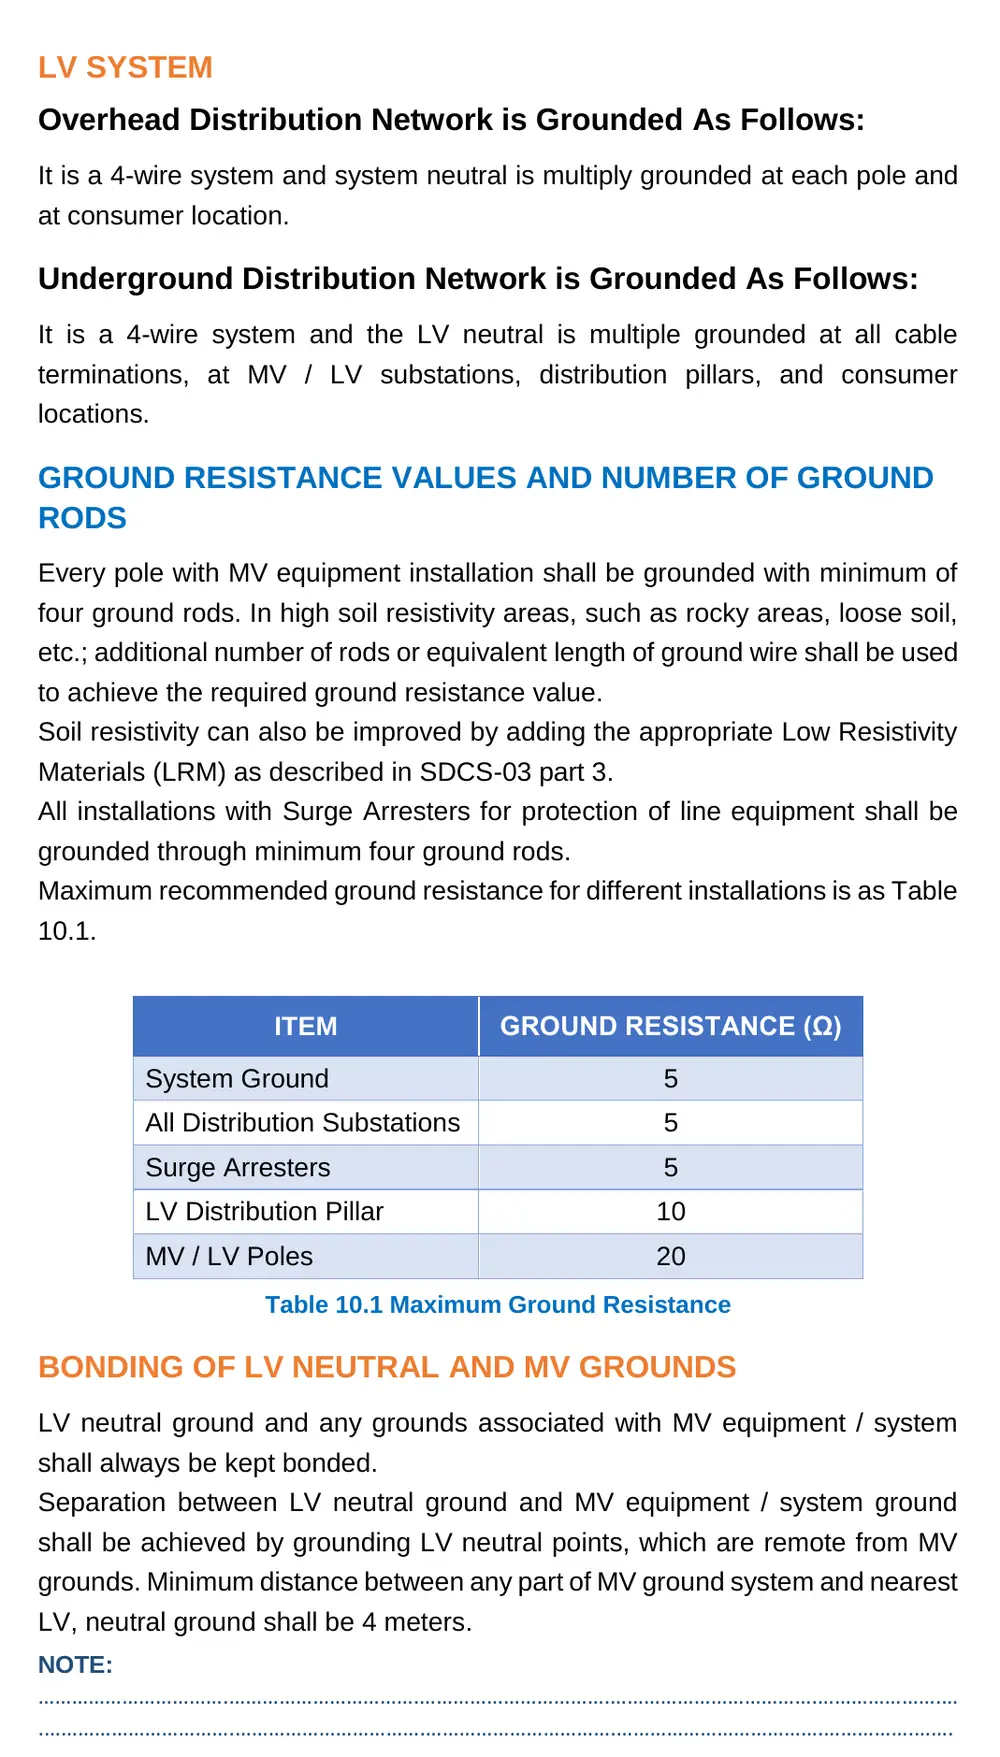 LV SYSTEM
Overhead Distribution Network is Grounded As Follows:
It is a 4-wire system and system neutral is multiply grounded at each pole and
at consumer location.
Underground Distribution Network is Grounded As Follows:
It is a 4-wire system and the LV neutral is multiple grounded at all cable
terminations, at MV / LV substations, distribution pillars, and consumer
locations.
GROUND RESISTANCE VALUES AND NUMBER OF GROUND
RODS
Every pole with MV equipment installation shall be grounded with minimum of
four ground rods. In high soil resistivity areas, such as rocky areas, loose soil,
etc.; additional number of rods or equivalent length of ground wire shall be used
to achieve the required ground resistance value.
Soil resistivity can also be improved by adding the appropriate Low Resistivity
Materials (LRM) as described in SDCS-03 part 3.
All installations with Surge Arresters for protection of line equipment shall be
grounded through minimum four ground rods.
Maximum recommended ground resistance for different installations is as Table
10.1.
ITEM GROUND RESISTANCE (Ω)
System Ground 5
All Distribution Substations 5
Surge Arresters 5
LV Distribution Pillar 10
MV / LV Poles 20
Table 10.1 Maximum Ground Resistance
BONDING OF LV NEUTRAL AND MV GROUNDS
LV neutral ground and any grounds associated with MV equipment / system
shall always be kept bonded.
Separation between LV neutral ground and MV equipment / system ground
shall be achieved by grounding LV neutral points, which are remote from MV
grounds. Minimum distance between any part of MV ground system and nearest
LV, neutral ground shall be 4 meters.
NOTE: